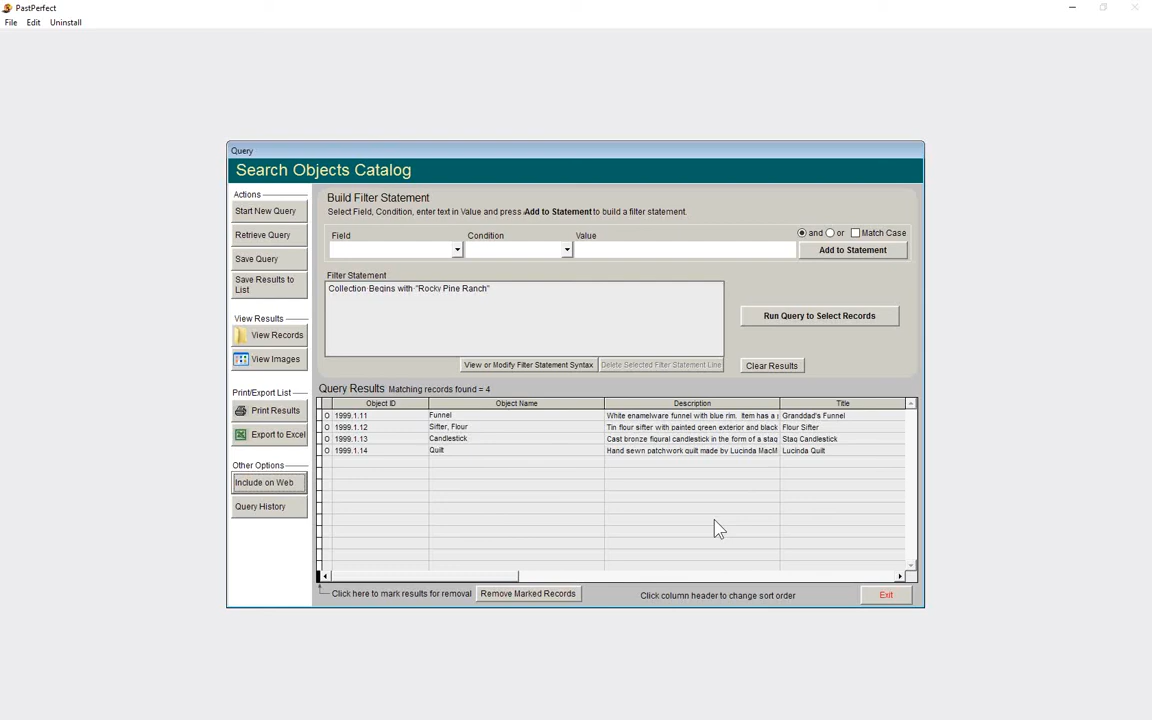 PastPerfect
File Edit Uninstall
Query
Search Objects Catalog
Actions
Start New Query
Retrieve Query
Save Query
Save Results to
List
View Results
View Records
View Images
Print/Export List
Print Results
Export to Excel
Other Options
Include on Web
Query History
Build Filter Statement
Select Field, Condition, enter text in Value and press Add to Statement to build a filter statement.
Field Condition Value and or Match Case
Add to Statement
Filter Statement
Collection Begins with "Rocky Pine Ranch"
Run Query to Select Records
View or Modify Filter Statement Syntax Delete Selected Filter Statement Line Clear Results
Query Results Matching records found = 4
Object ID Object Name Description Title
O 1999.1.11 Funnel White enamelware funnel with blue rim. Item has a Granddad's Funnel
O 1999.1.12 Sifter, Flour Tin flour sifter with painted green exterior and black Flour Sifter
O 1999.1.13 Candlestick Cast bronze figural candlestick in the form of a stag Stag Candlestick
O 1999.1.14 Quilt Hand sewn patchwork quilt made by Lucinda MacM Lucinda Quilt
Click here to mark results for removal Remove Marked Records Click column header to change sort order Exit